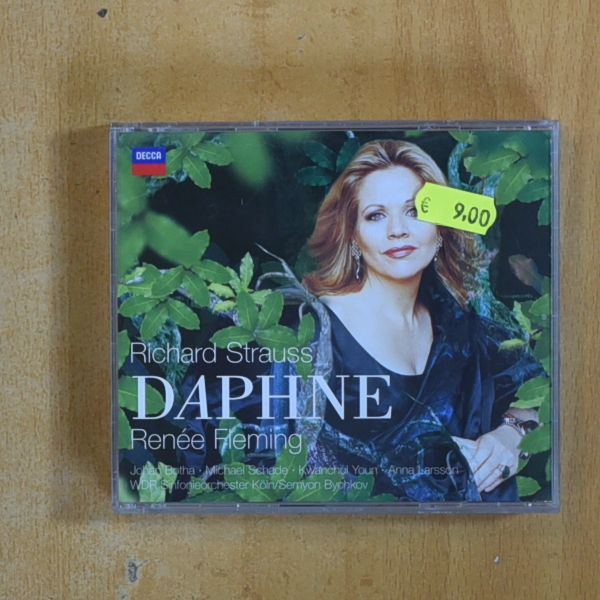 DECCA
€ 9,00
Richard Strauss
DAPHNE
Renée Fleming
Johan Botha · Michael Schade · Kwanchul Youn · Anna Larsson
WDR Sinfonieorchester Köln/Semyon Bychkov